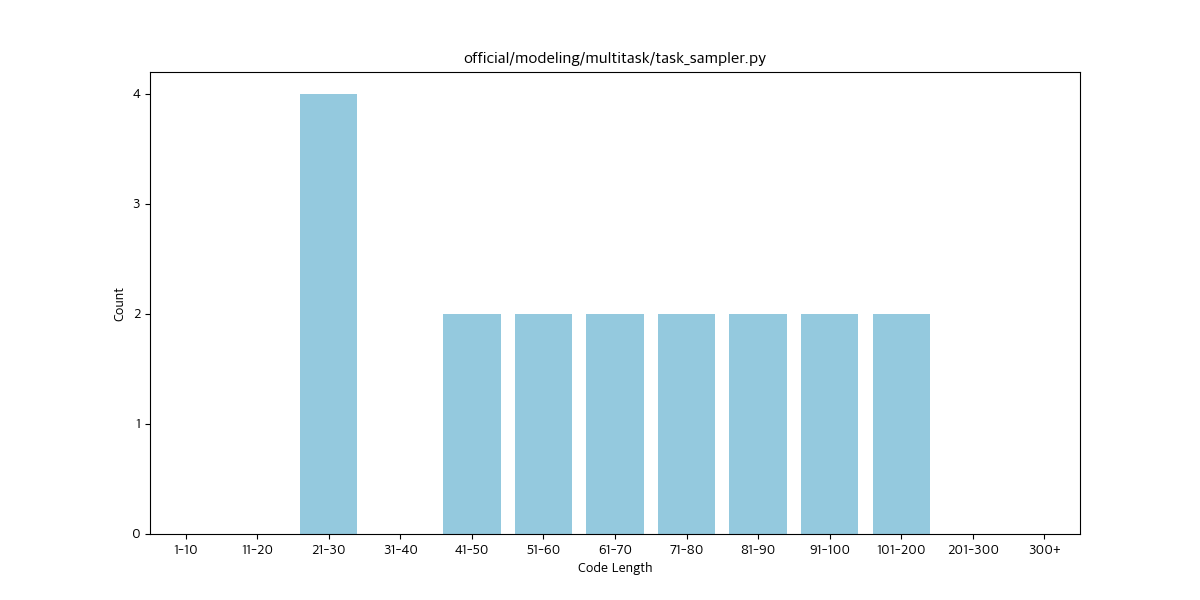 official/modeling/multitask/task_sampler.py
4
3
2
1
0
Count
1-10 11-20 21-30 31-40 41-50 51-60 61-70 71-80 81-90 91-100 101-200 201-300 300+
Code Length